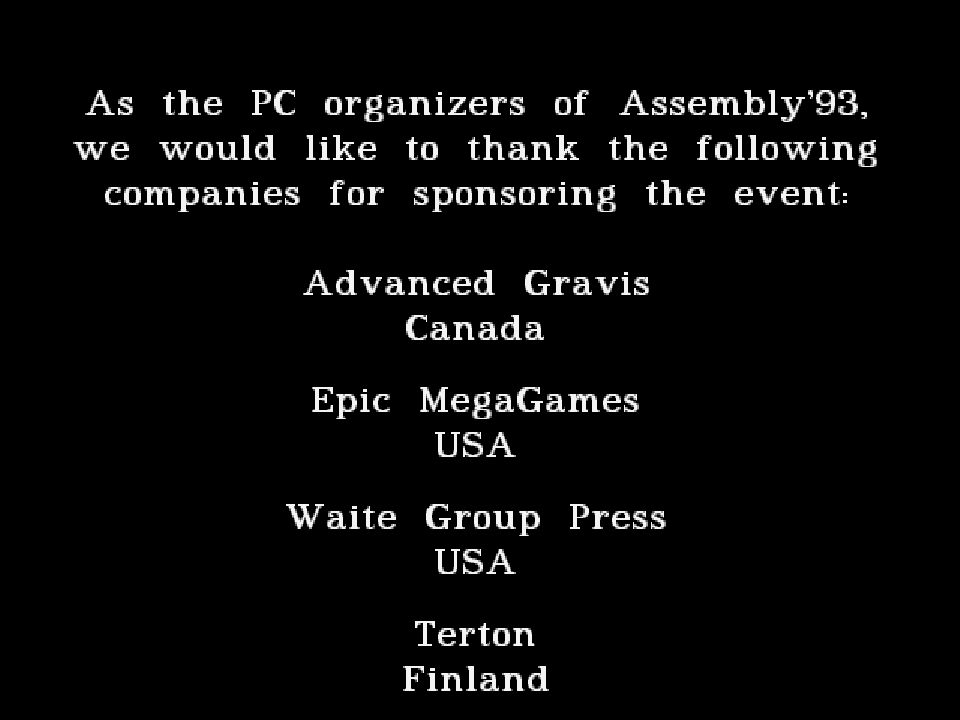 As the PC organizers of Assembly'93,
we would like to thank the following
companies for sponsoring the event:
Advanced Gravis
Canada
Epic MegaGames
USA
Waite Group Press
USA
Terton
Finland